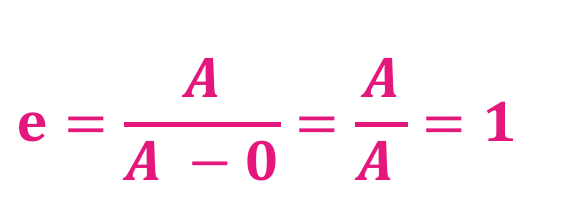 e = A / (A − 0) = A / A = 1